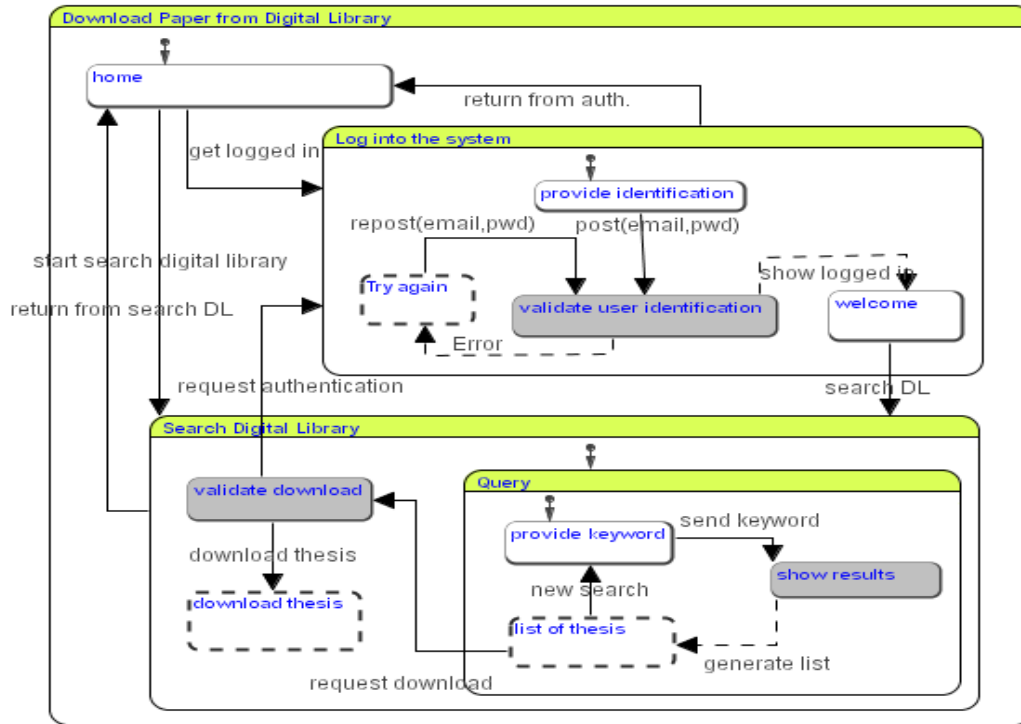 Download Paper from Digital Library
home
return from auth.
Log into the system
get logged in
provide identification
repost(email,pwd)
post(email,pwd)
start search digital library
show logged in
Try again
validate user identification
welcome
return from search DL
Error
request authentication
search DL
Search Digital Library
validate download
Query
send keyword
provide keyword
download thesis
show results
new search
download thesis
list of thesis
generate list
request download